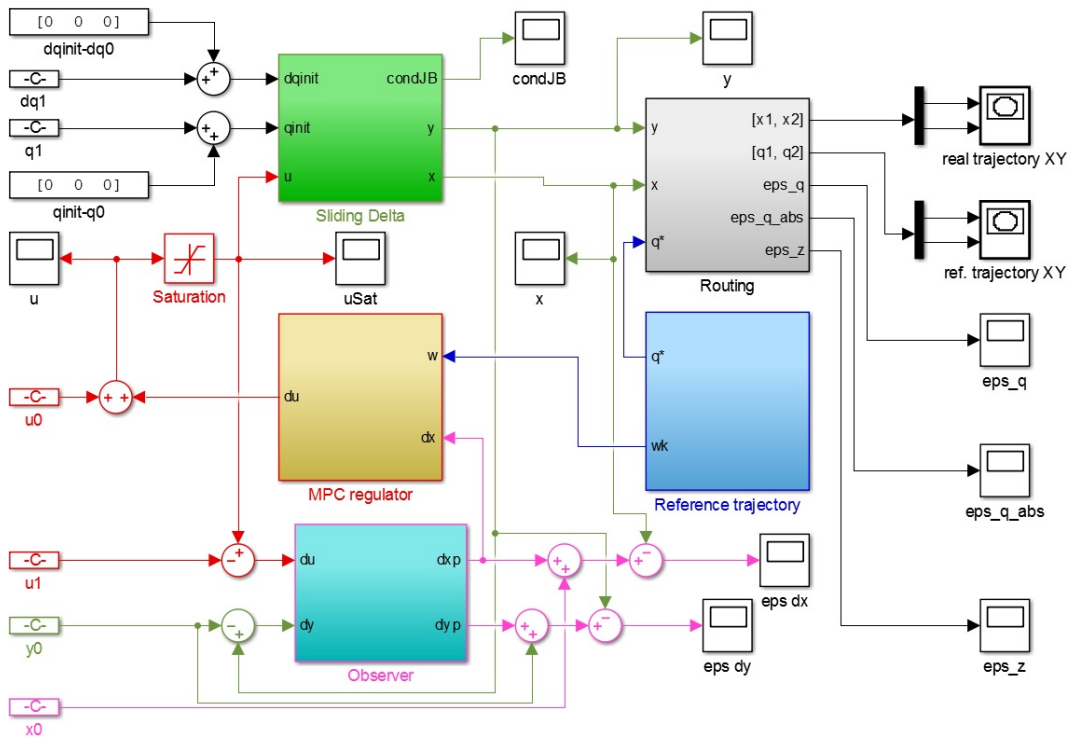 [0 0 0]
dqinit-dq0
-C-
dq1
-C-
q1
[0 0 0]
qinit-q0
+
+
+
+
dqinit
condJB
qinit
y
u
x
Sliding Delta
condJB
y
y
[x1, x2]
[q1, q2]
x
eps_q
eps_q_abs
q*
eps_z
Routing
real trajectory XY
ref. trajectory XY
u
Saturation
uSat
x
-C-
u0
+ +
w
du
dx
MPC regulator
q*
wk
Reference trajectory
eps_q
eps_q_abs
-C-
u1
+
−
du
dxp
dy
dyp
Observer
+
+
+
−
eps dx
-C-
y0
−
+
+
+
+
−
eps dy
eps_z
-C-
x0